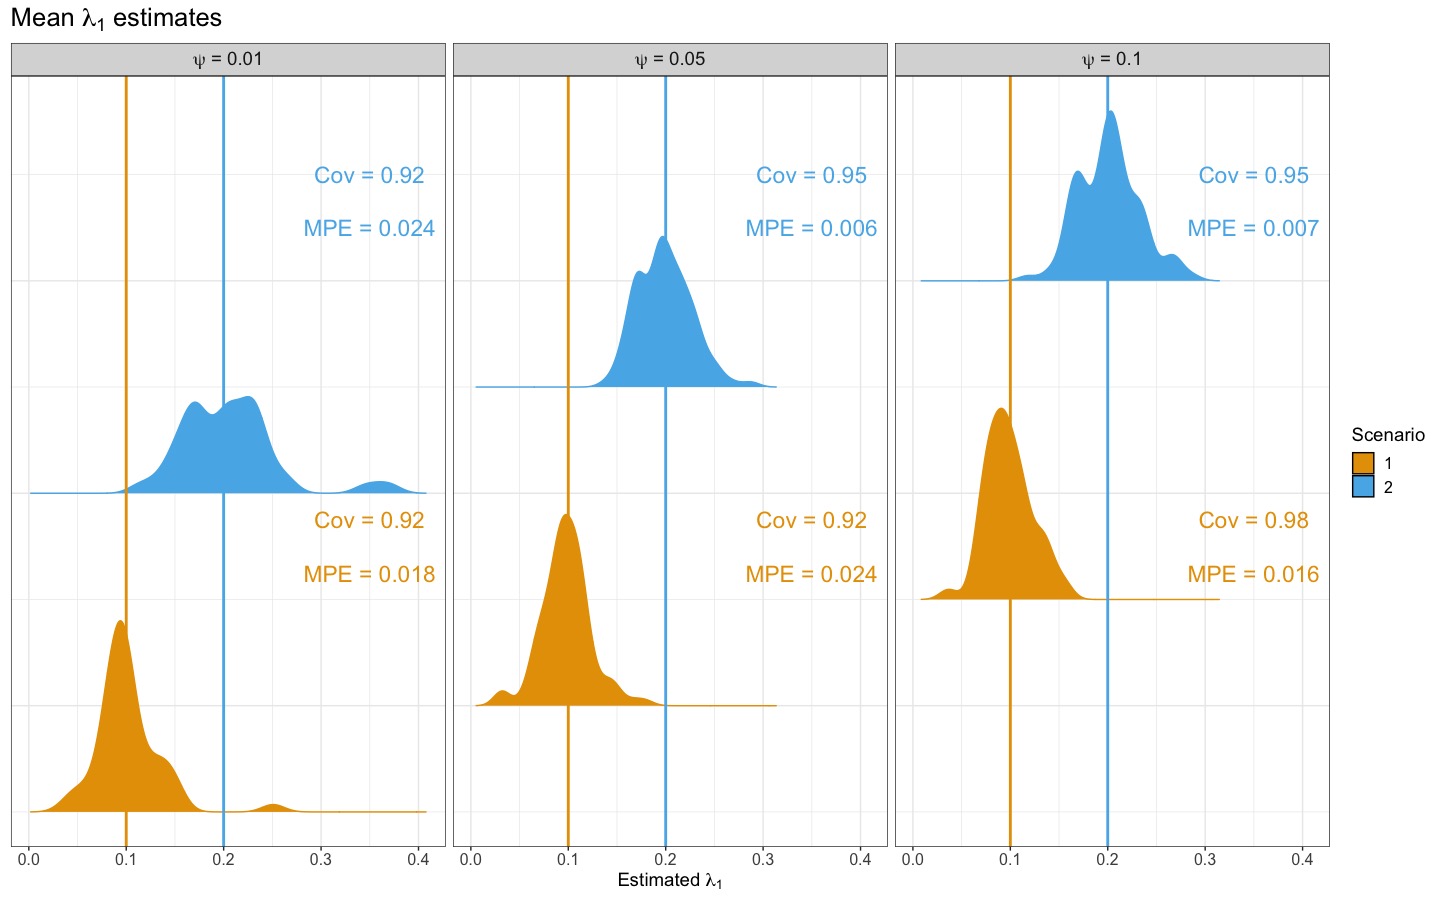 Mean λ1 estimates
ψ = 0.01
ψ = 0.05
ψ = 0.1
Cov = 0.92
MPE = 0.024
Cov = 0.92
MPE = 0.018
Cov = 0.95
MPE = 0.006
Cov = 0.92
MPE = 0.024
Cov = 0.95
MPE = 0.007
Cov = 0.98
MPE = 0.016
0.0 0.1 0.2 0.3 0.4
0.0 0.1 0.2 0.3 0.4
0.0 0.1 0.2 0.3 0.4
Estimated λ1
Scenario
1
2